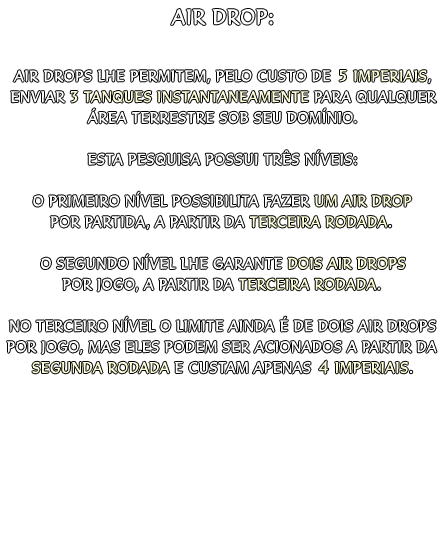 AIR DROP:
AIR DROPS LHE PERMITEM, PELO CUSTO DE 5 IMPERIAIS,
ENVIAR 3 TANQUES INSTANTANEAMENTE PARA QUALQUER
ÁREA TERRESTRE SOB SEU DOMÍNIO.
ESTA PESQUISA POSSUI TRÊS NÍVEIS:
O PRIMEIRO NÍVEL POSSIBILITA FAZER UM AIR DROP
POR PARTIDA, A PARTIR DA TERCEIRA RODADA.
O SEGUNDO NÍVEL LHE GARANTE DOIS AIR DROPS
POR JOGO, A PARTIR DA TERCEIRA RODADA.
NO TERCEIRO NÍVEL O LIMITE AINDA É DE DOIS AIR DROPS
POR JOGO, MAS ELES PODEM SER ACIONADOS A PARTIR DA
SEGUNDA RODADA E CUSTAM APENAS 4 IMPERIAIS.